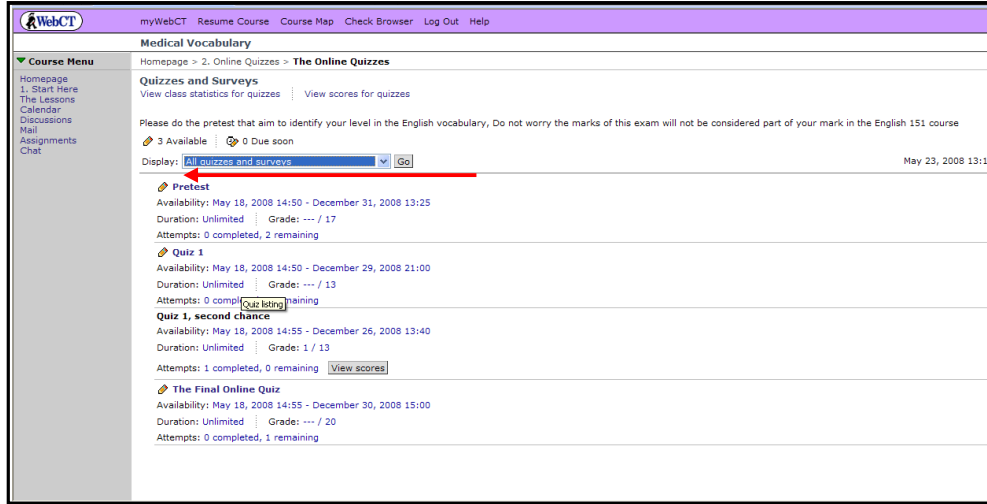 WebCT
myWebCT Resume Course Course Map Check Browser Log Out Help
Medical Vocabulary
Course Menu
Homepage > 2. Online Quizzes > The Online Quizzes
Homepage
1. Start Here
The Lessons
Calendar
Discussions
Mail
Assignments
Chat
Quizzes and Surveys
View class statistics for quizzes View scores for quizzes
Please do the pretest that aim to identify your level in the English vocabulary, Do not worry the marks of this exam will not be considered part of your mark in the English 151 course
3 Available 0 Due soon
Display: All quizzes and surveys Go May 23, 2008 13:1
Pretest
Availability: May 18, 2008 14:50 - December 31, 2008 13:25
Duration: Unlimited Grade: --- / 17
Attempts: 0 completed, 2 remaining
Quiz 1
Availability: May 18, 2008 14:50 - December 29, 2008 21:00
Duration: Unlimited Grade: --- / 13
Attempts: 0 comple
Quiz listing
Quiz 1, second chance
Availability: May 18, 2008 14:55 - December 26, 2008 13:40
Duration: Unlimited Grade: 1 / 13
Attempts: 1 completed, 0 remaining View scores
The Final Online Quiz
Availability: May 18, 2008 14:55 - December 30, 2008 15:00
Duration: Unlimited Grade: --- / 20
Attempts: 0 completed, 1 remaining